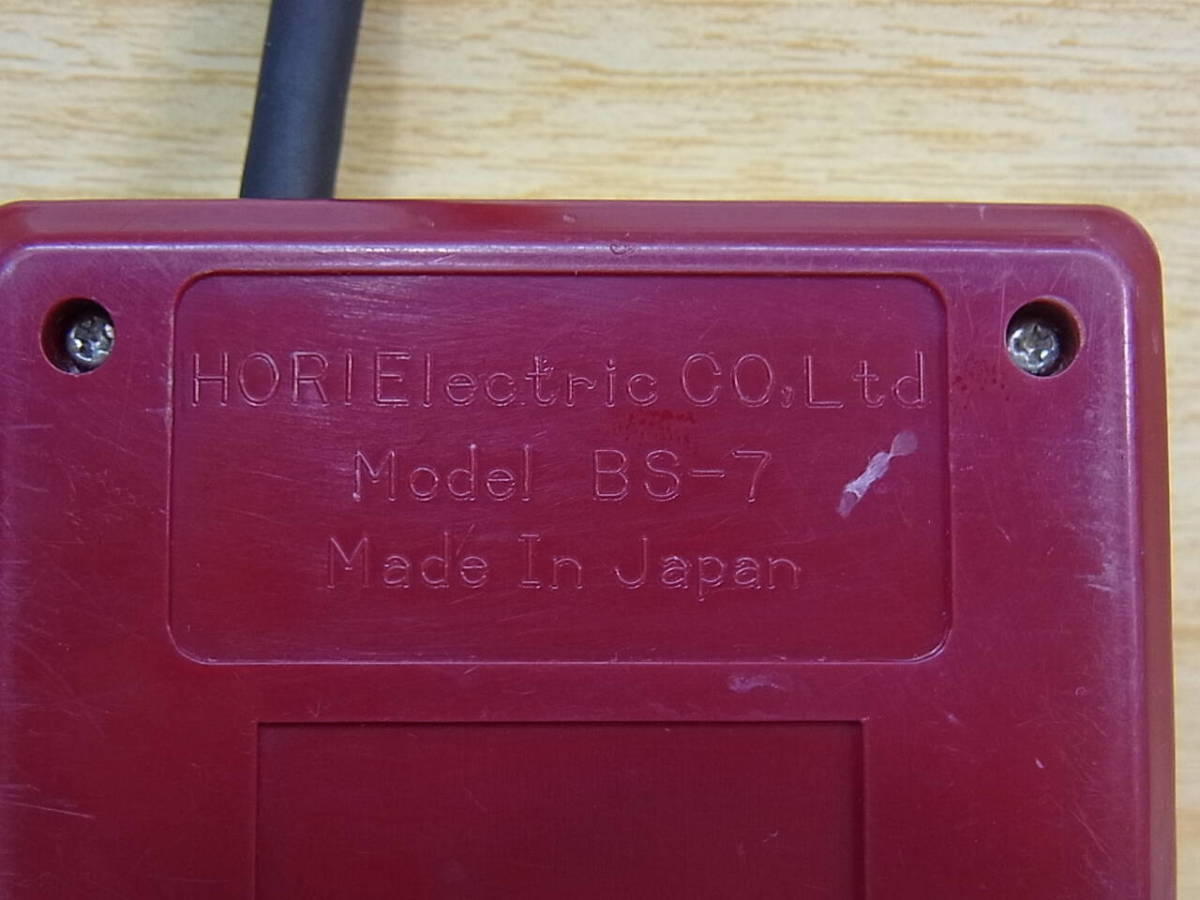 HORI Electric CO,Ltd
Model BS-7
Made In Japan